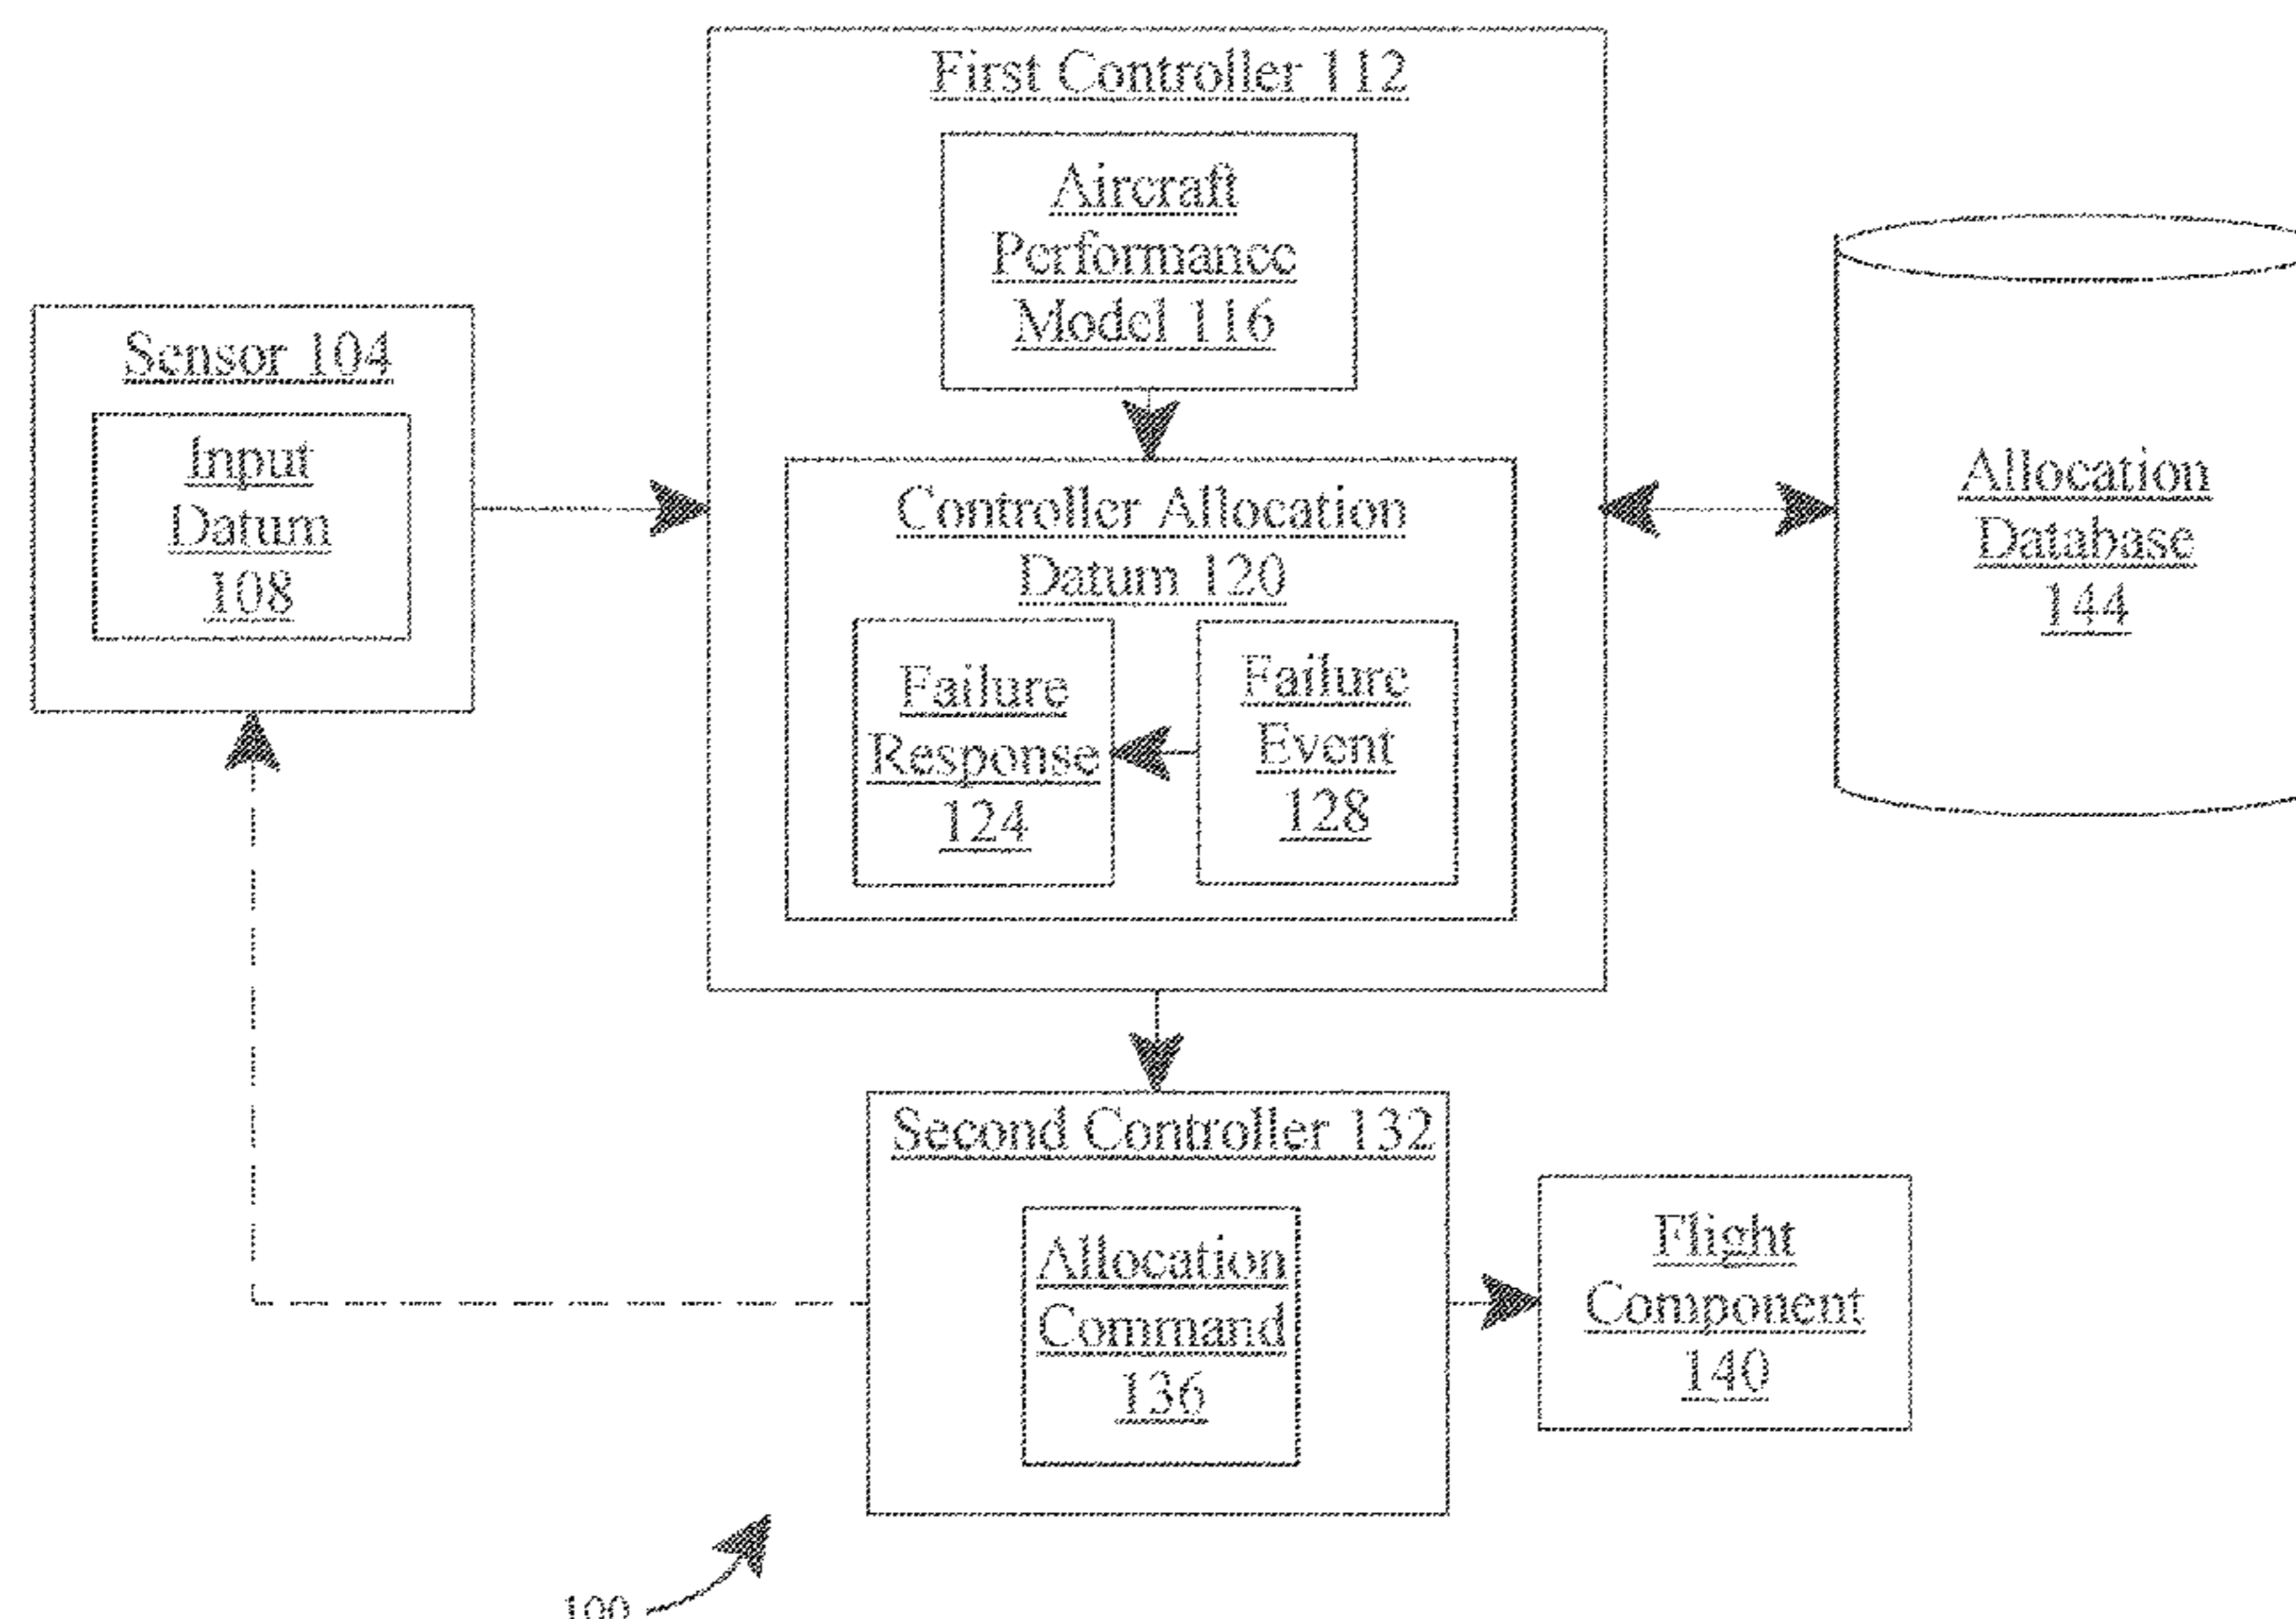 First Controller 112
Aircraft
Performance
Model 116
Sensor 104
Input
Datum
108
Controller Allocation
Datum 120
Failure
Response
124
Failure
Event
128
Allocation
Database
144
Second Controller 132
Allocation
Command
136
Flight
Component
140
100